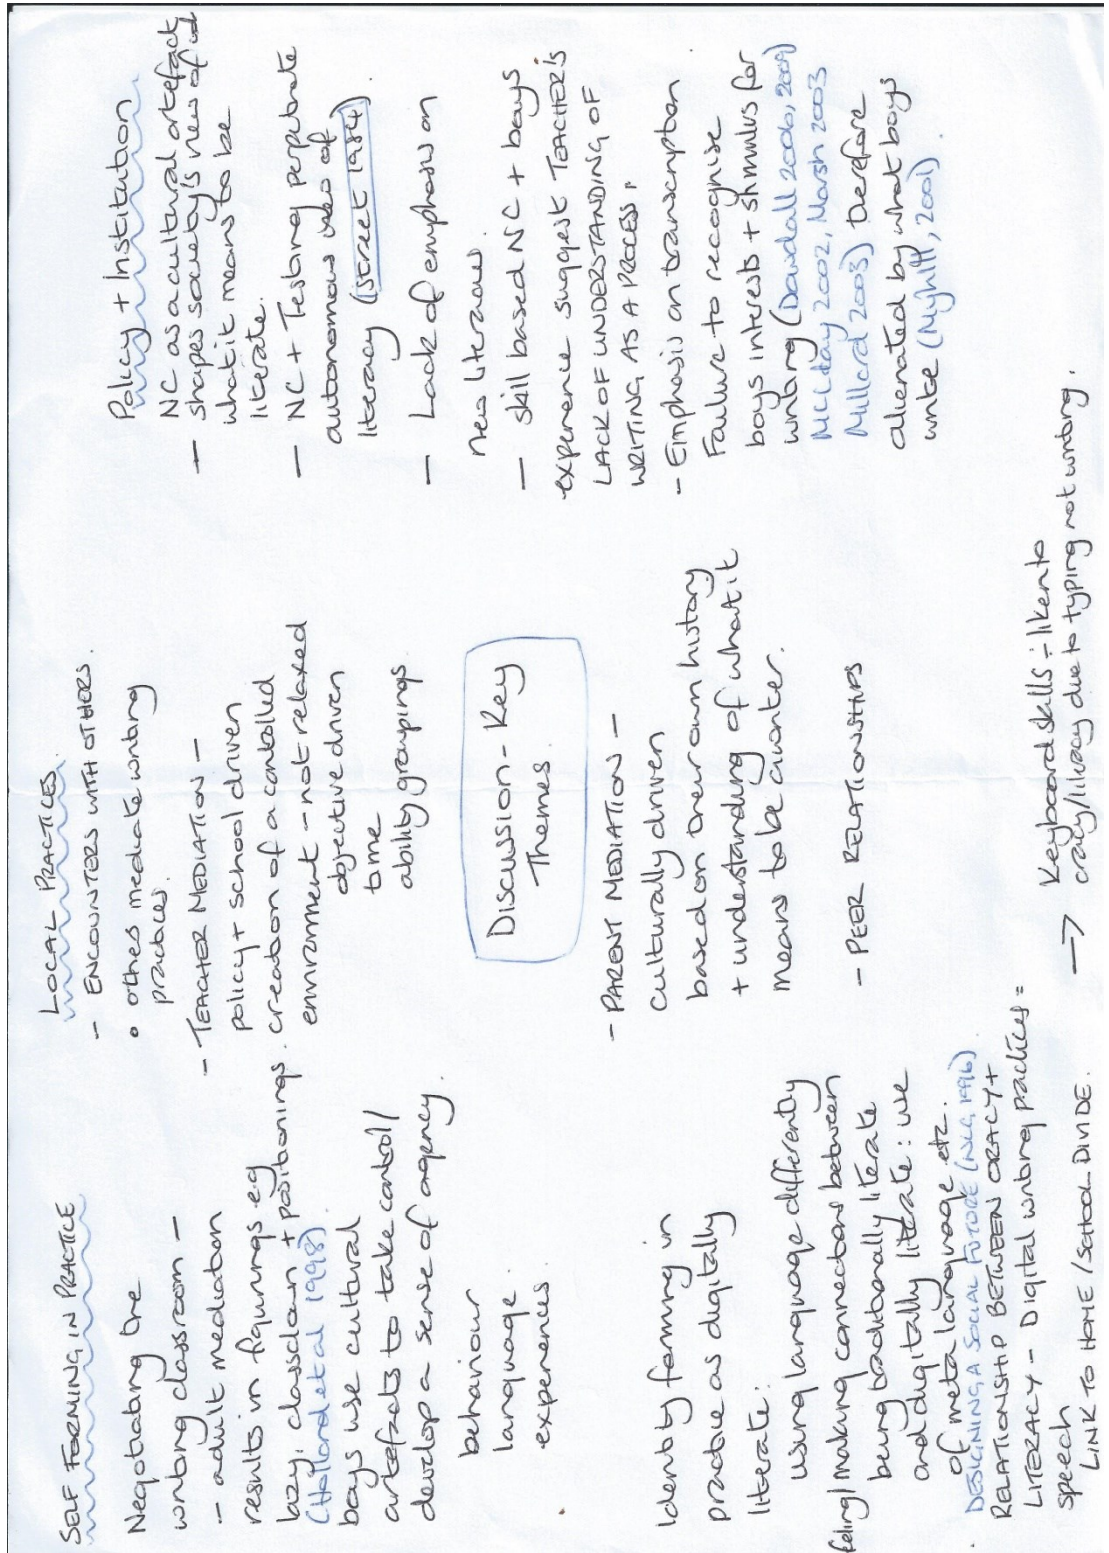 SELF FORMING IN PRACTICE
Negotiating the
writing classroom -
- adult mediation
results in figurings eg
lazy, classclown + positionings.
(Holland et al 1998)
boys use cultural
artefacts to take control /
develop a sense of agency
behaviour
language.
experiences.
Identity forming in
practice as digitally
literate.
using language differently
feeling/making connections between
being traditionally literate
and digitally literate: use
of meta language etc.
DESIGNING A SOCIAL FUTURE (NLG, 1996)
RELATIONSHIP BETWEEN ORACY +
LITERACY - Digital writing practices =
speech
LINK TO HOME / SCHOOL DIVIDE.
LOCAL PRACTICES
- ENCOUNTERS WITH OTHERS.
• others mediate writing
practices
- TEACHER MEDIATION -
policy + school driven
creation of a controlled
environment - not relaxed
objective driven
time
ability groupings.
Discussion - Key
Themes
- PARENT MEDIATION -
culturally driven
based on their own history
+ understanding of what it
means to be a writer.
- PEER RELATIONSHIPS
→ Keyboard skills - liken to
oracy/literacy due to typing not writing.
Policy + Institution
NC as a cultural artefact
- shapes society's view of
what it means to be
literate.
- NC + Testing perpetuate
autonomous view of
literacy (Street 1984).
- Lack of emphasis on
new literacies.
- skill based NC + boys
experience suggest TEACHER'S
LACK OF UNDERSTANDING OF
WRITING AS A PROCESS"
- Emphasis on transcription
Failure to recognise
boys interests + stimulus for
writing (Dowdall 2006, 2009)
McClay 2002, Marsh 2003
Millard 2003) therefore
alienated by what boys
write (Myhill, 2001).